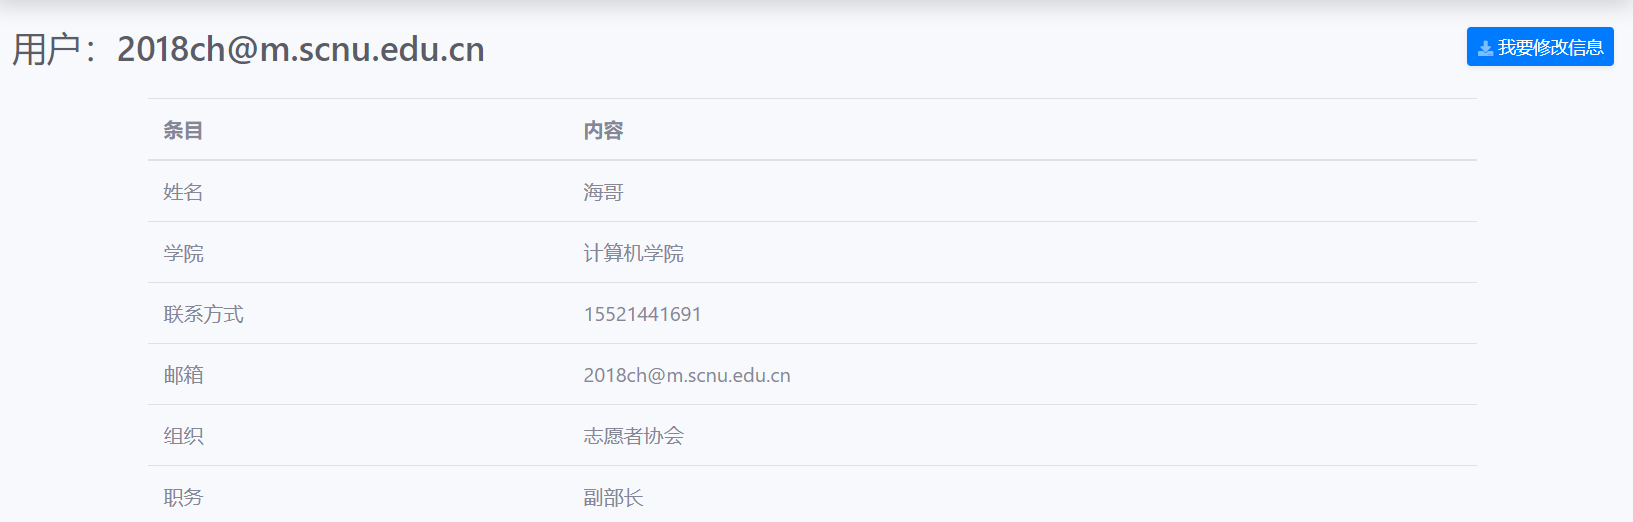 用户：2018ch@m.scnu.edu.cn
我要修改信息
条目 内容
姓名 海哥
学院 计算机学院
联系方式 15521441691
邮箱 2018ch@m.scnu.edu.cn
组织 志愿者协会
职务 副部长